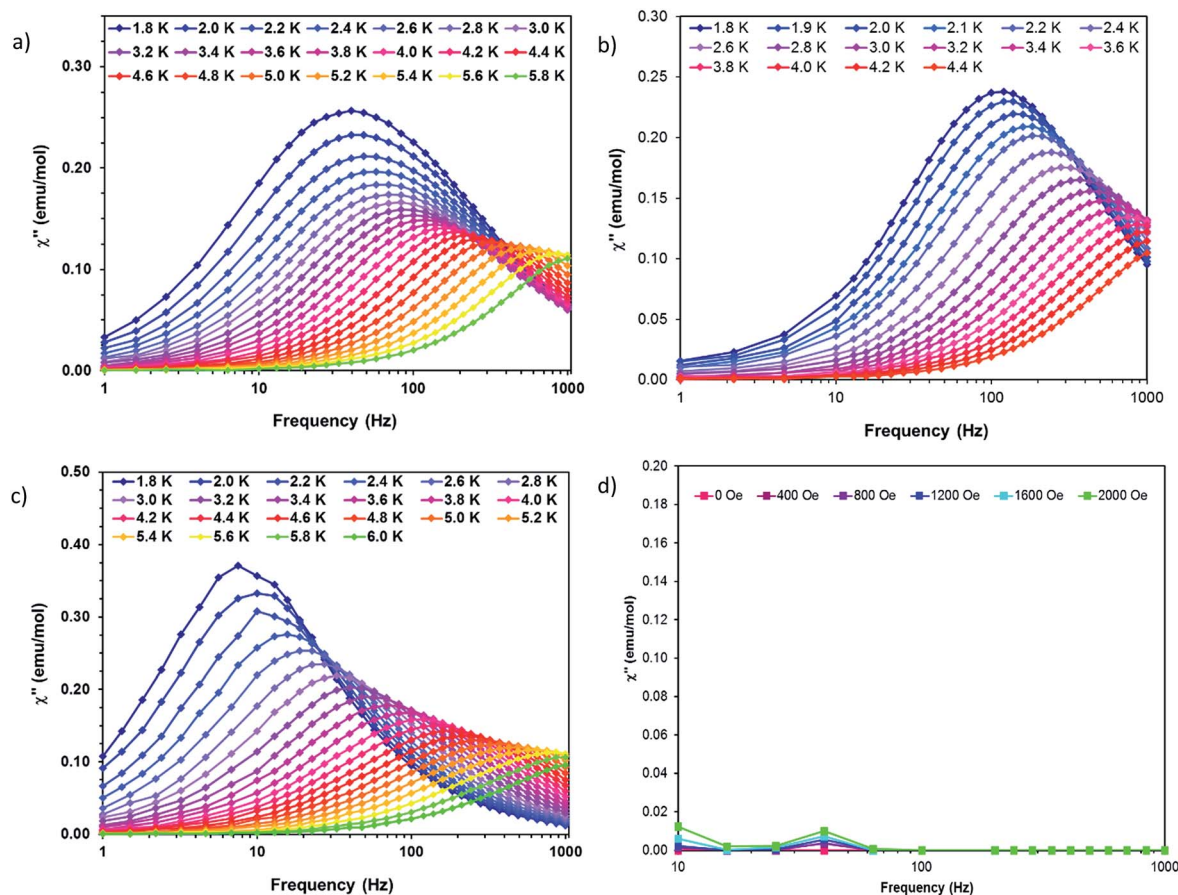 a)
1.8 K 2.0 K 2.2 K 2.4 K 2.6 K 2.8 K 3.0 K
3.2 K 3.4 K 3.6 K 3.8 K 4.0 K 4.2 K 4.4 K
4.6 K 4.8 K 5.0 K 5.2 K 5.4 K 5.6 K 5.8 K
0.30
0.20
0.10
0.00
χ'' (emu/mol)
1 10 100 1000
Frequency (Hz)
b)
0.30
1.8 K 1.9 K 2.0 K 2.1 K 2.2 K 2.4 K
2.6 K 2.8 K 3.0 K 3.2 K 3.4 K 3.6 K
3.8 K 4.0 K 4.2 K 4.4 K
0.25
0.20
0.15
0.10
0.05
0.00
χ'' (emu/mol)
1 10 100 1000
Frequency (Hz)
c)
0.50
1.8 K 2.0 K 2.2 K 2.4 K 2.6 K 2.8 K
3.0 K 3.2 K 3.4 K 3.6 K 3.8 K 4.0 K
4.2 K 4.4 K 4.6 K 4.8 K 5.0 K 5.2 K
5.4 K 5.6 K 5.8 K 6.0 K
0.40
0.30
0.20
0.10
0.00
χ'' (emu/mol)
1 10 100 1000
Frequency (Hz)
d)
0.20
0 Oe 400 Oe 800 Oe 1200 Oe 1600 Oe 2000 Oe
0.18
0.16
0.14
0.12
0.10
0.08
0.06
0.04
0.02
0.00
χ'' (emu/mol)
10 100 1000
Frequency (Hz)